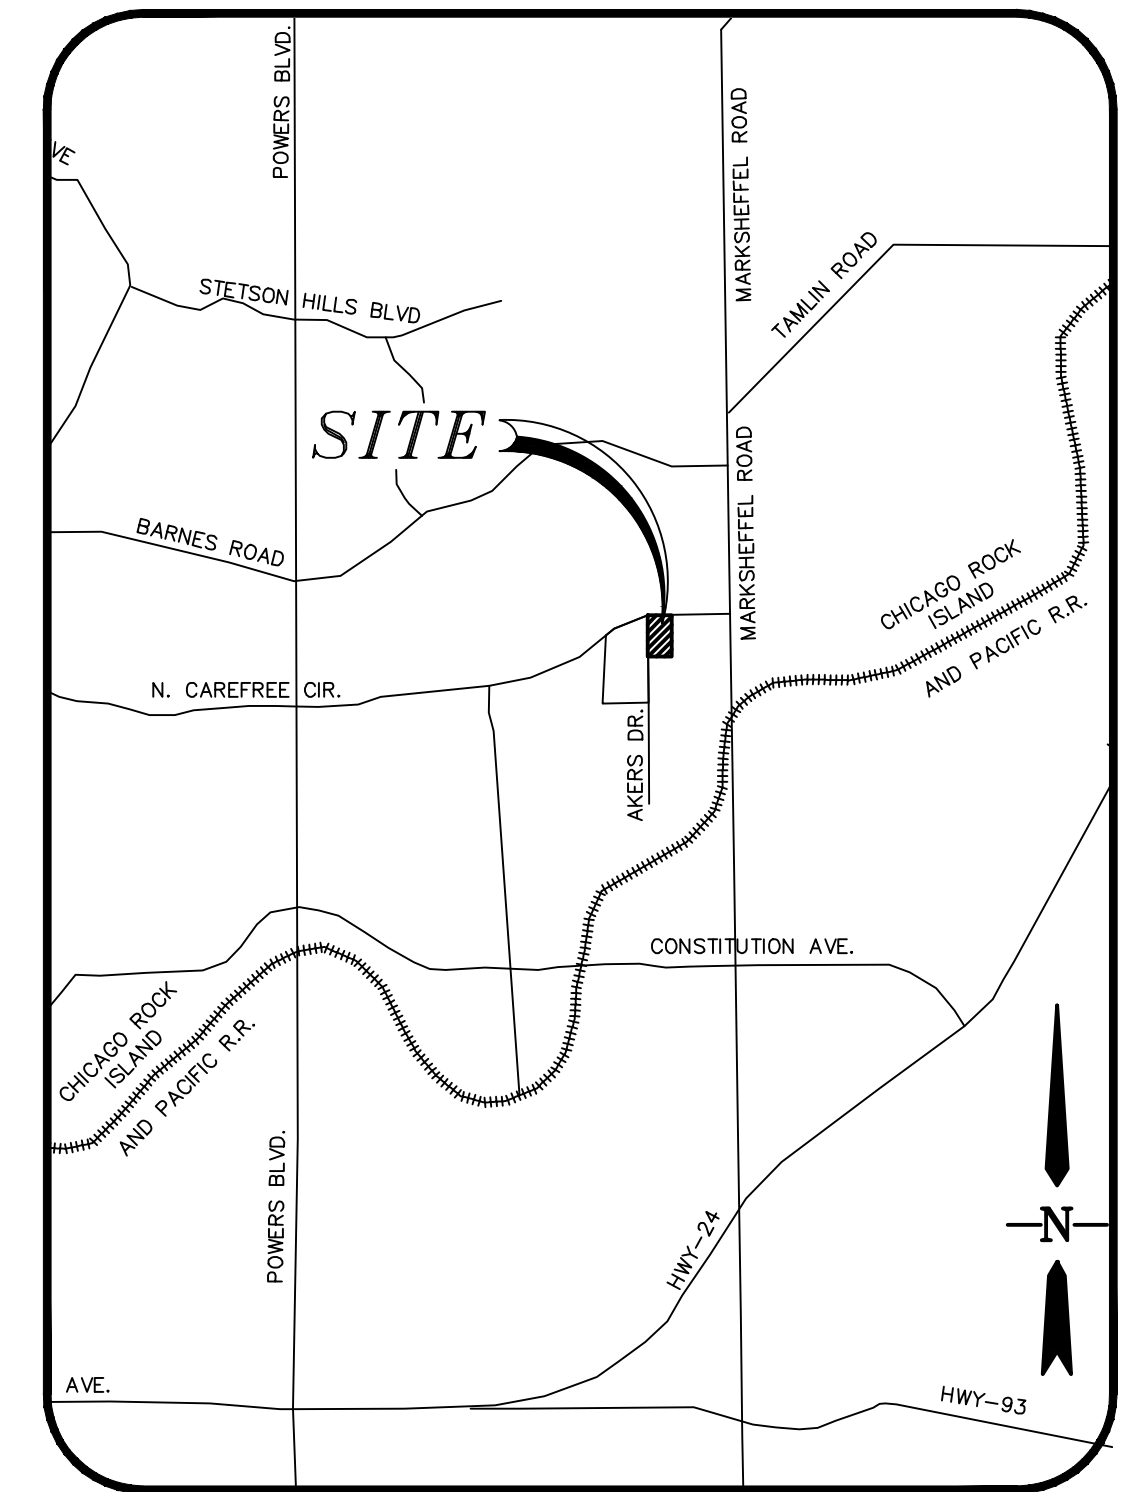 POWERS BLVD.
MARKSHEFFEL ROAD
VE
TAMLIN ROAD
STETSON HILLS BLVD
SITE
MARKSHEFFEL ROAD
BARNES ROAD
CHICAGO ROCK
ISLAND
AND PACIFIC R.R.
N. CAREFREE CIR.
AKERS DR.
CONSTITUTION AVE.
CHICAGO ROCK
ISLAND
AND PACIFIC R.R.
POWERS BLVD.
HWY-24
N
AVE.
HWY-93